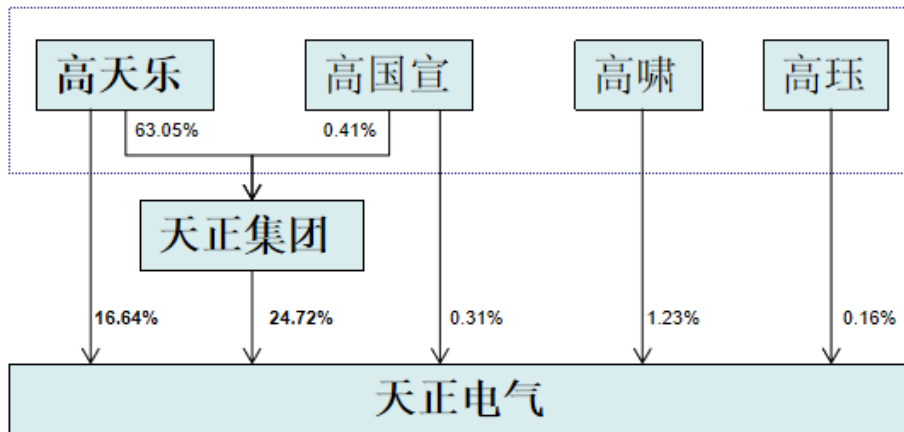 高天乐
高国宣
高啸
高珏
63.05%
0.41%
天正集团
16.64%
24.72%
0.31%
1.23%
0.16%
天正电气